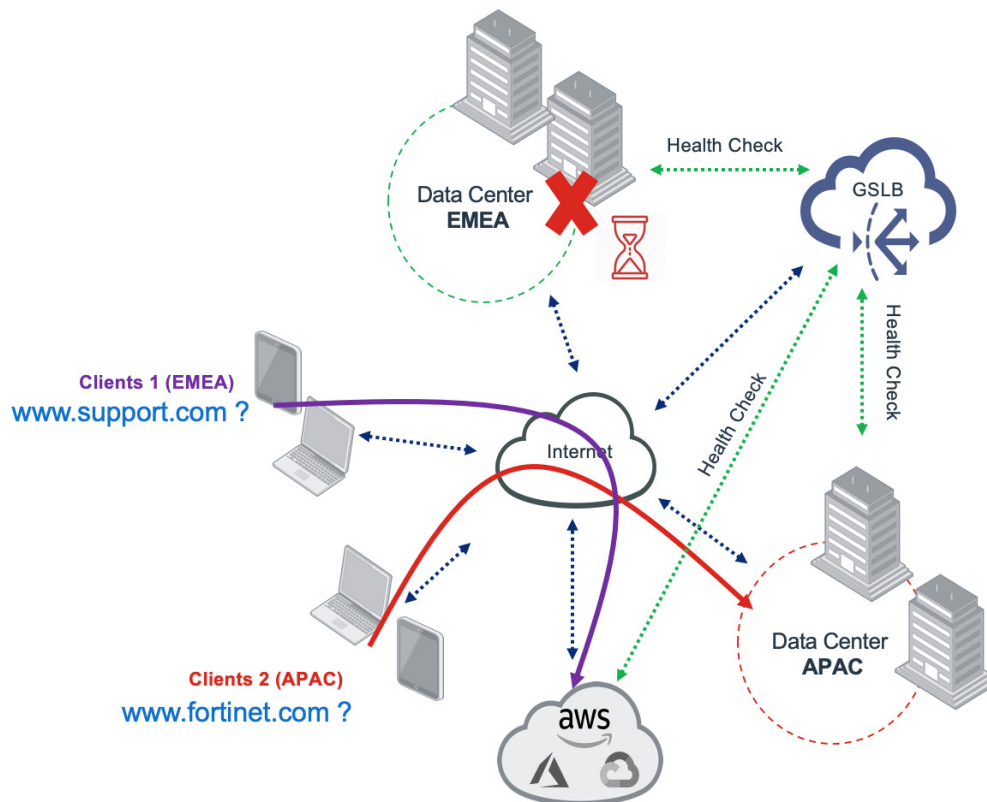 Health Check
GSLB
Data Center
EMEA
Health Check
Clients 1 (EMEA)
www.support.com ?
Health Check
Internet
Data Center
APAC
Clients 2 (APAC)
www.fortinet.com ?
aws